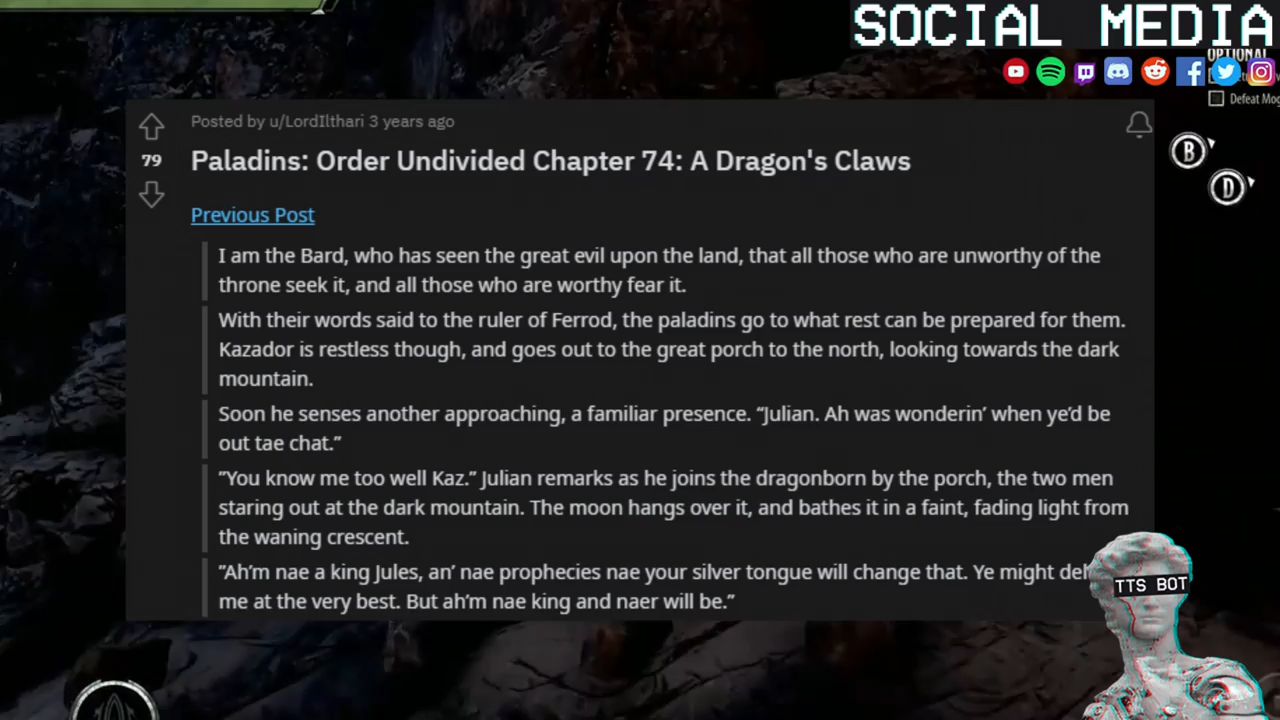 SOCIAL MEDIA
OPTIONAL
Defeat Mog
Posted by u/LordIlthari 3 years ago
79
Paladins: Order Undivided Chapter 74: A Dragon's Claws
B
D
Previous Post
I am the Bard, who has seen the great evil upon the land, that all those who are unworthy of the
throne seek it, and all those who are worthy fear it.
With their words said to the ruler of Ferrod, the paladins go to what rest can be prepared for them.
Kazador is restless though, and goes out to the great porch to the north, looking towards the dark
mountain.
Soon he senses another approaching, a familiar presence. “Julian. Ah was wonderin’ when ye’d be
out tae chat.”
“You know me too well Kaz.” Julian remarks as he joins the dragonborn by the porch, the two men
staring out at the dark mountain. The moon hangs over it, and bathes it in a faint, fading light from
the waning crescent.
“Ah’m nae a king Jules, an’ nae prophecies nae your silver tongue will change that. Ye might
me at the very best. But ah’m nae king and naer will be.”
TTS BOT